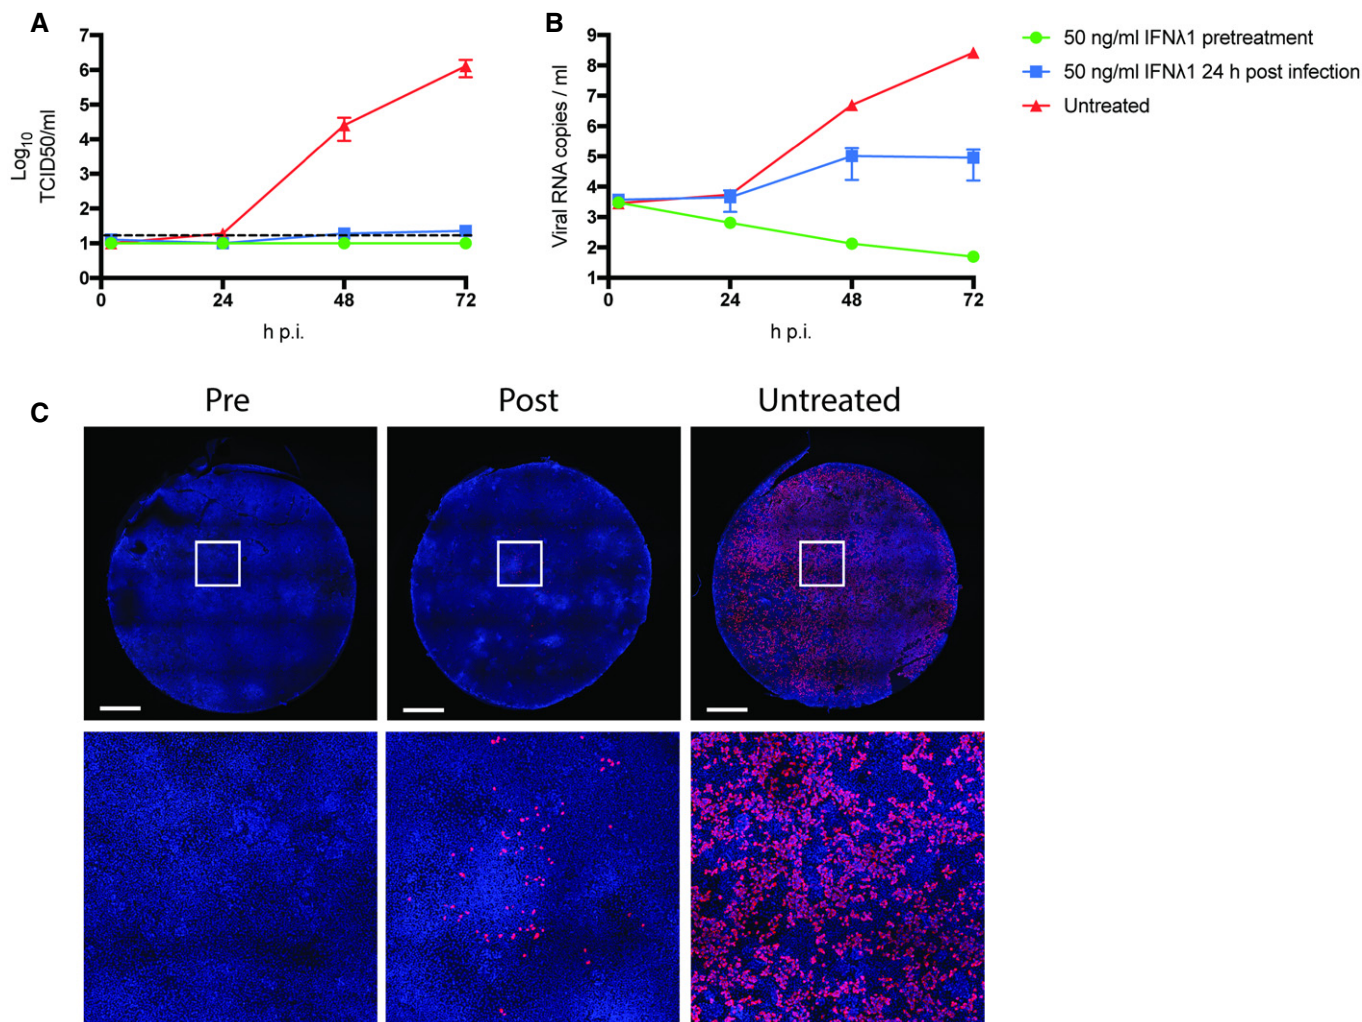 A
7
6
5
4
3
2
1
0
Log10
TCID50/ml
0
24
48
72
h p.i.
B
9
8
7
6
5
4
3
2
1
Viral RNA copies / ml
0
24
48
72
h p.i.
50 ng/ml IFNλ1 pretreatment
50 ng/ml IFNλ1 24 h post infection
Untreated
C
Pre
Post
Untreated